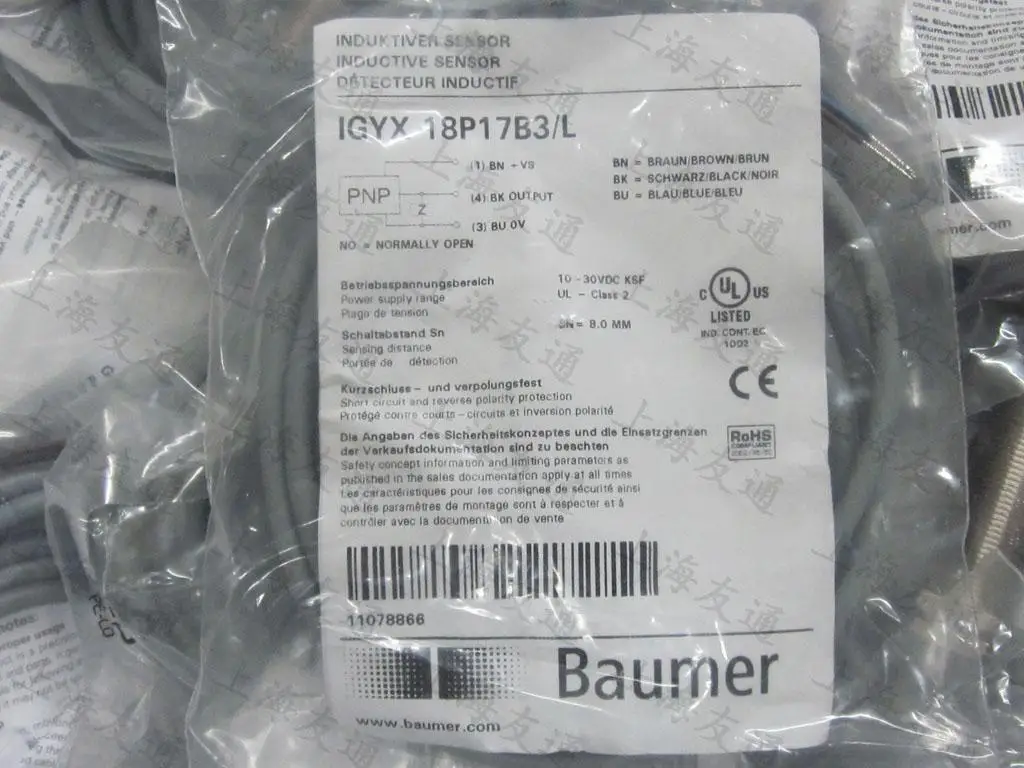 INDUKTIVER SENSOR
INDUCTIVE SENSOR
DÉTECTEUR INDUCTIF
IGYX 18P17B3/L
(1) BN +VS
PNP
(4) BK OUTPUT
Z
(3) BU 0V
NO = NORMALLY OPEN
BN = BRAUN/BROWN/BRUN
BK = SCHWARZ/BLACK/NOIR
BU = BLAU/BLUE/BLEU
Betriebsspannungsbereich
Power supply range
Plage de tension
10 -30VDC KSF
UL - Class 2
Schaltabstand Sn
Sensing distance
Portée de détection
SN= 8.0 MM
C UL US
LISTED
IND. CONT. EQ.
1002
CE
Kurzschluss - und verpolungsfest
Short circuit and reverse polarity protection
Protégé contre courts-circuits et inversion polarité
RoHS
COMPLIANT
Die Angaben des Sicherheitskonzeptes und die Einsatzgrenzen
der Verkaufsdokumentation sind zu beachten
Safety concept information and limiting parameters as
published in the sales documentation apply at all times
Les caractéristiques pour les consignes de sécurité ainsi
que les paramètres de montage sont à respecter et à
contrôler avec la documentation de vente
11078866
Baumer
www.baumer.com
上海友通